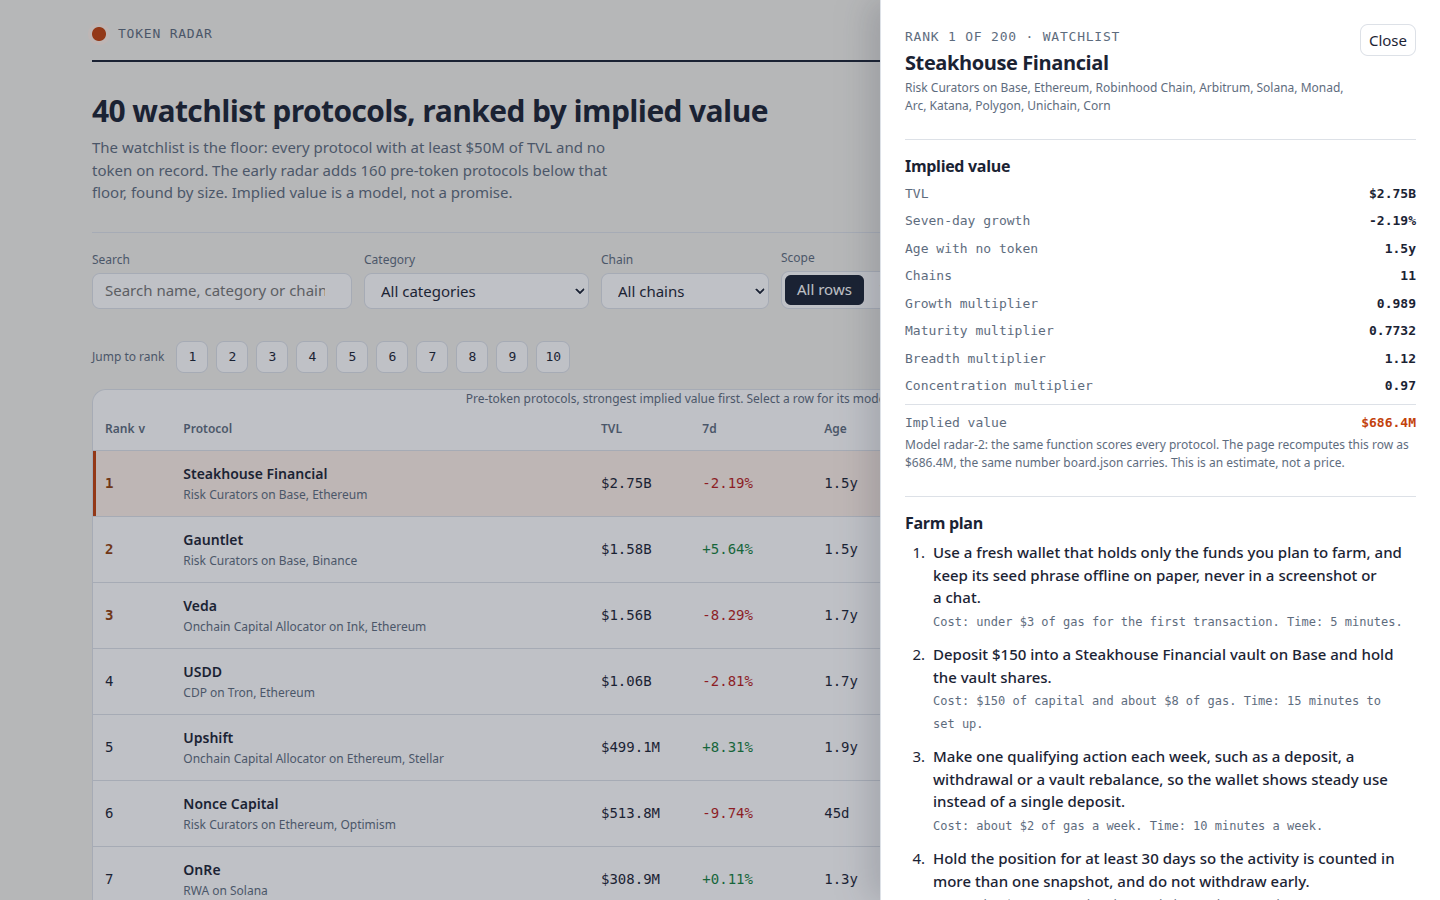 TOKEN RADAR
40 watchlist protocols, ranked by implied value
The watchlist is the floor: every protocol with at least $50M of TVL and no
token on record. The early radar adds 160 pre-token protocols below that
floor, found by size. Implied value is a model, not a promise.
Search
Category
Chain
Scope
Search name, category or chain
All categories
All chains
All rows
Jump to rank 1 2 3 4 5 6 7 8 9 10
Pre-token protocols, strongest implied value first. Select a row for its mod
Rank v Protocol TVL 7d Age
1 Steakhouse Financial $2.75B -2.19% 1.5y
Risk Curators on Base, Ethereum
2 Gauntlet $1.58B +5.64% 1.5y
Risk Curators on Base, Binance
3 Veda $1.56B -8.29% 1.7y
Onchain Capital Allocator on Ink, Ethereum
4 USDD $1.06B -2.81% 1.7y
CDP on Tron, Ethereum
5 Upshift $499.1M +8.31% 1.9y
Onchain Capital Allocator on Ethereum, Stellar
6 Nonce Capital $513.8M -9.74% 45d
Risk Curators on Ethereum, Optimism
7 OnRe $308.9M +0.11% 1.3y
RWA on Solana
RANK 1 OF 200 · WATCHLIST
Close
Steakhouse Financial
Risk Curators on Base, Ethereum, Robinhood Chain, Arbitrum, Solana, Monad,
Arc, Katana, Polygon, Unichain, Corn
Implied value
TVL $2.75B
Seven-day growth -2.19%
Age with no token 1.5y
Chains 11
Growth multiplier 0.989
Maturity multiplier 0.7732
Breadth multiplier 1.12
Concentration multiplier 0.97
Implied value $686.4M
Model radar-2: the same function scores every protocol. The page recomputes this row as
$686.4M, the same number board.json carries. This is an estimate, not a price.
Farm plan
1. Use a fresh wallet that holds only the funds you plan to farm, and
keep its seed phrase offline on paper, never in a screenshot or
a chat.
Cost: under $3 of gas for the first transaction. Time: 5 minutes.
2. Deposit $150 into a Steakhouse Financial vault on Base and hold
the vault shares.
Cost: $150 of capital and about $8 of gas. Time: 15 minutes to
set up.
3. Make one qualifying action each week, such as a deposit, a
withdrawal or a vault rebalance, so the wallet shows steady use
instead of a single deposit.
Cost: about $2 of gas a week. Time: 10 minutes a week.
4. Hold the position for at least 30 days so the activity is counted in
more than one snapshot, and do not withdraw early.